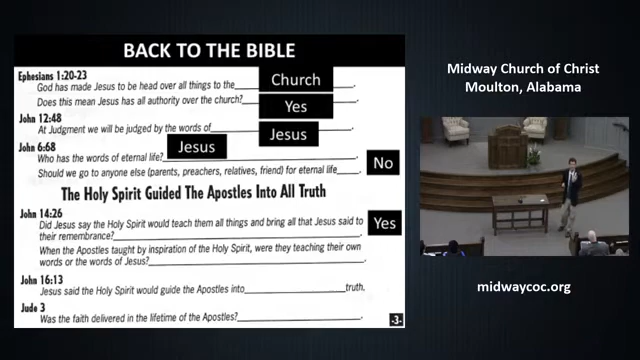 BACK TO THE BIBLE
Ephesians 1:20-23
God has made Jesus to be head over all things to the Church.
Does this mean Jesus has all authority over the church? Yes.
John 12:48
At Judgment we will be judged by the words of Jesus.
John 6:68
Who has the words of eternal life? Jesus.
Should we go to anyone else (parents, preachers, relatives, friend) for eternal life____. No
The Holy Spirit Guided The Apostles Into All Truth
John 14:26
Did Jesus say the Holy Spirit would teach them all things and bring all that Jesus said to Yes
their remembrance?____.
When the Apostles taught by inspiration of the Holy Spirit, were they teaching their own
words or the words of Jesus?____.
John 16:13
Jesus said the Holy Spirit would guide the Apostles into____truth.
Jude 3
Was the faith delivered in the lifetime of the Apostles?____.
-3-
Midway Church of Christ
Moulton, Alabama
midwaycoc.org